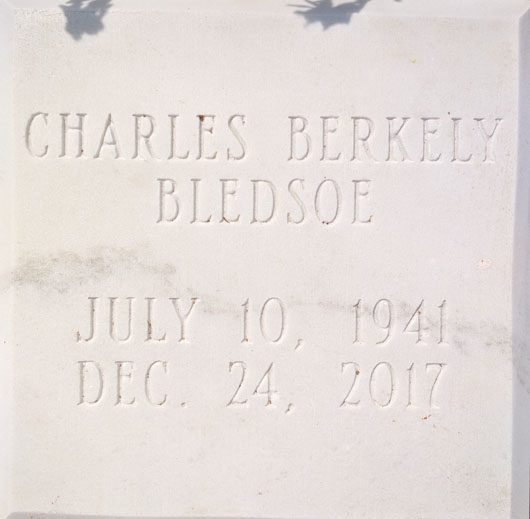 CHARLES BERKELY
BLEDSOE
JULY 10, 1941
DEC. 24, 2017